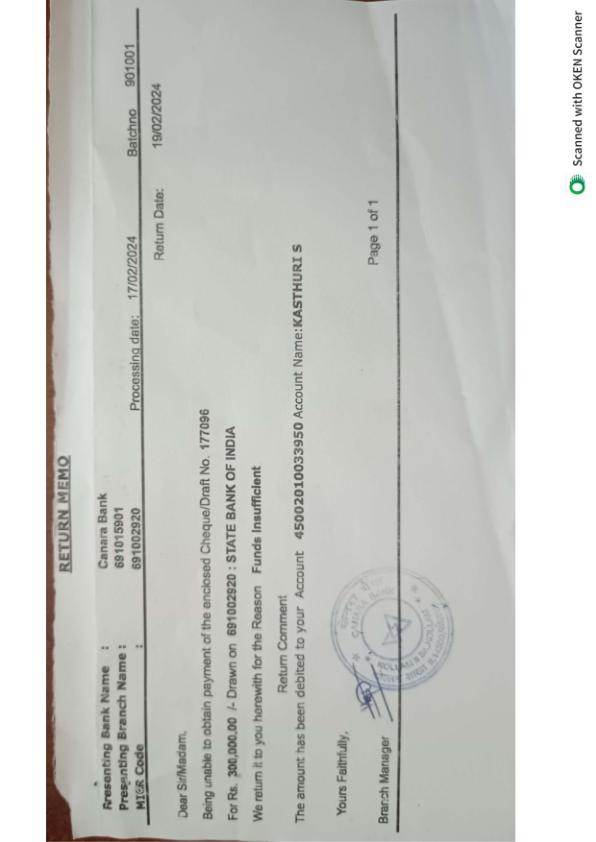 RETURN MEMO
Presenting Bank Name : Canara Bank
Presenting Branch Name : 691015901
MICR Code : 691002920 Processing date: 17/02/2024 Batchno 901001
Return Date: 19/02/2024
Dear Sir/Madam,
Being unable to obtain payment of the enclosed Cheque/Draft No. 177096
For Rs. 300,000.00 /- Drawn on 691002920 : STATE BANK OF INDIA
We return it to you herewith for the Reason Funds Insufficient
Return Comment
The amount has been debited to your Account 45002010033950 Account Name:KASTHURI S
Yours Faithfully,
Branch Manager
CANARA
Page 1 of 1
Scanned with OKEN Scanner